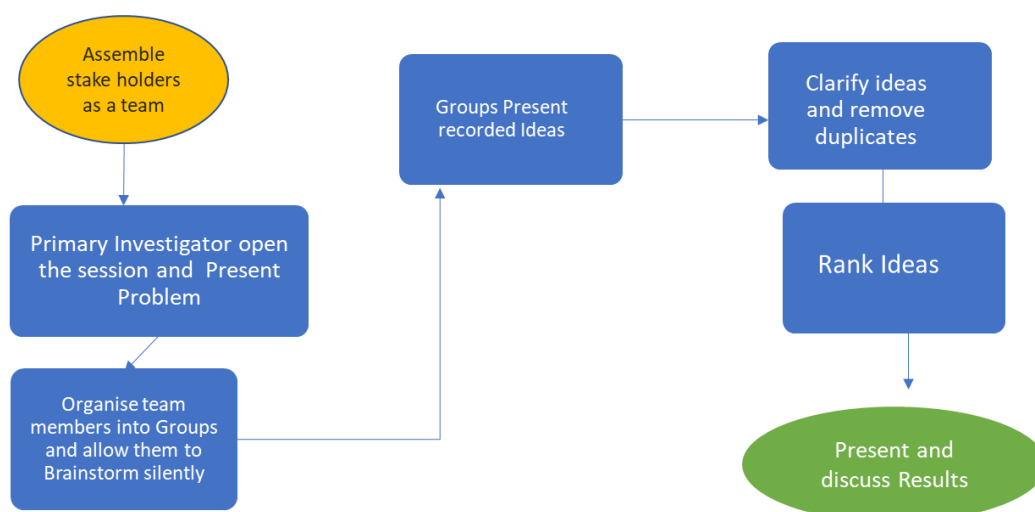 Assemble
stake holders
as a team
Primary Investigator open
the session and  Present
Problem
Organise team
members into Groups
and allow them to
Brainstorm silently
Groups Present
recorded Ideas
Clarify ideas
and remove
duplicates
Rank Ideas
Present and
discuss Results